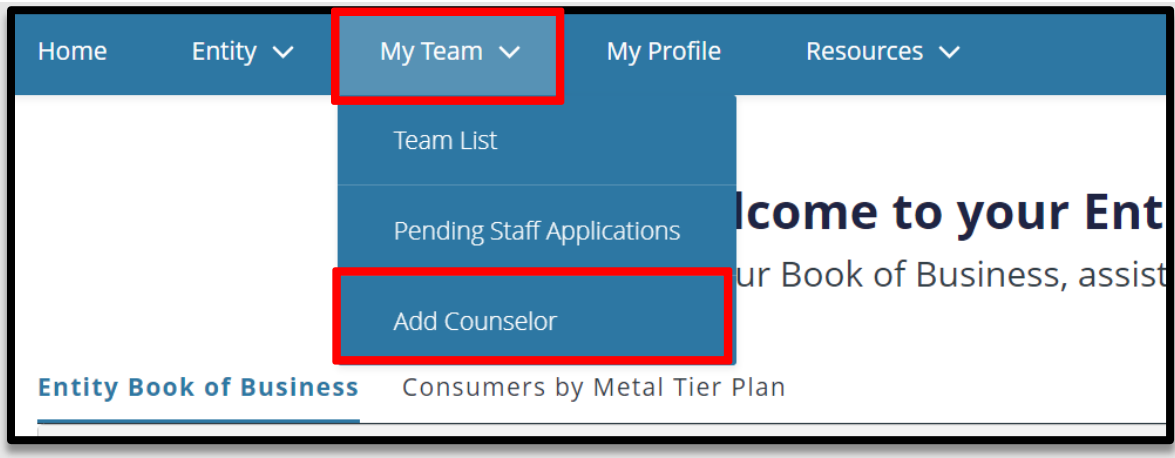 Home Entity My Team My Profile Resources
Team List
Pending Staff Applications
Add Counselor
lcome to your Ent
ur Book of Business, assist
Entity Book of Business Consumers by Metal Tier Plan